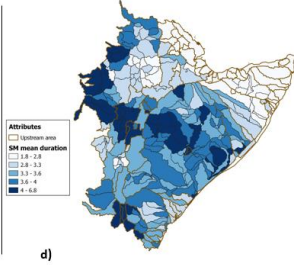 Attributes
Upstream area
SM mean duration
1.8 - 2.8
2.8 - 3.3
3.3 - 3.6
3.6 - 4
4 - 6.8
d)